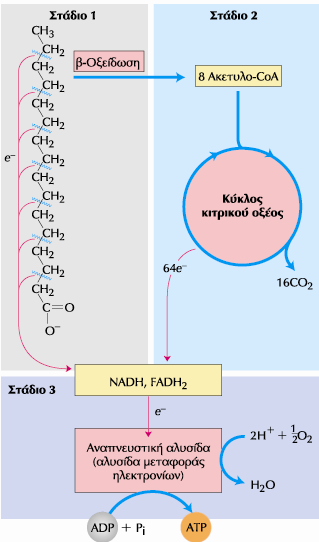 Στάδιο 1
Στάδιο 2
CH3
CH2
CH2
CH2
CH2
CH2
CH2
CH2
CH2
CH2
CH2
CH2
CH2
CH2
CH2
C=O
O−
e−
β-Οξείδωση
8 Ακετυλο-CoA
Κύκλος
κιτρικού οξέος
64e−
16CO2
Στάδιο 3
NADH, FADH2
e−
Αναπνευστική αλυσίδα
(αλυσίδα μεταφοράς
ηλεκτρονίων)
2H+ + ½O2
H2O
ADP + Pi
ATP